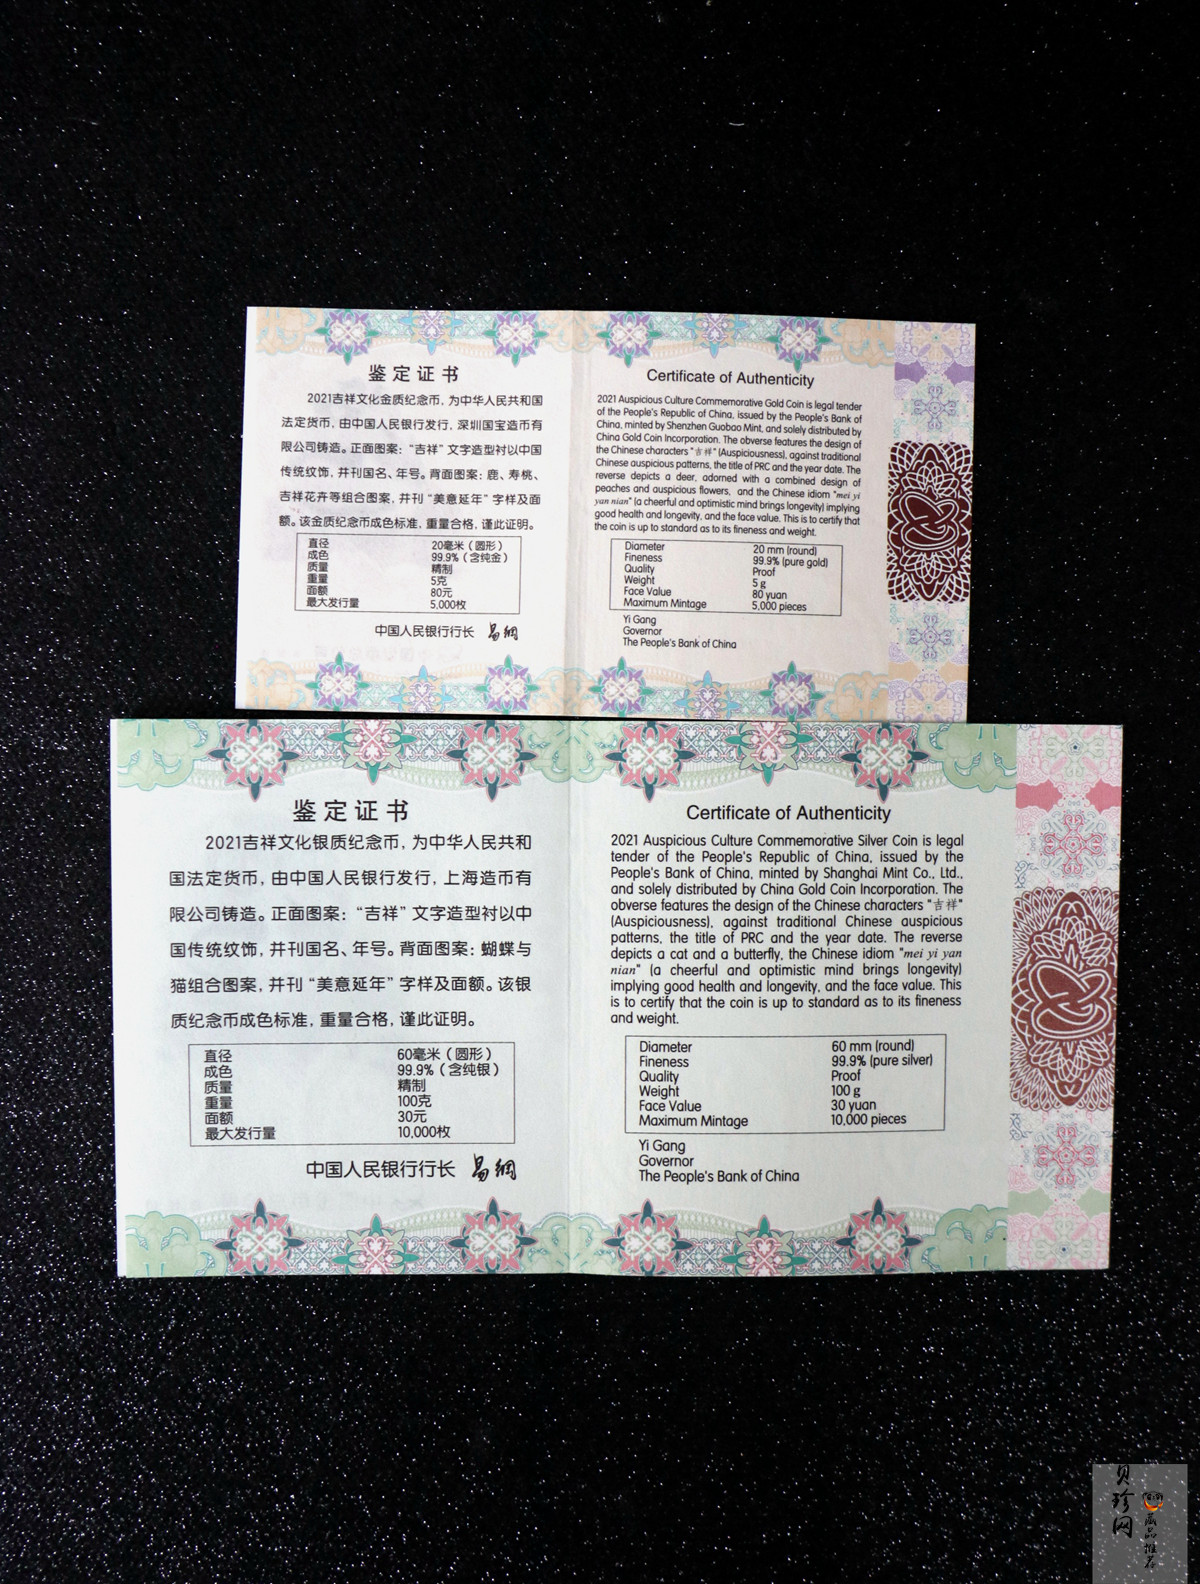 鉴定证书
2021吉祥文化金质纪念币，为中华人民共和国
法定货币，由中国人民银行发行，深圳国宝造币有
限公司铸造。正面图案：“吉祥”文字造型衬以中国
传统纹饰，并刊国名、年号。背面图案：鹿、寿桃、
吉祥花卉等组合图案，并刊“美意延年”字样及面
额。该金质纪念币成色标准，重量合格，谨此证明。
直径 20毫米（圆形）
成色 99.9%（含纯金）
质量 精制
重量 5克
面额 80元
最大发行量 5,000枚
中国人民银行行长 易纲
Certificate of Authenticity
2021 Auspicious Culture Commemorative Gold Coin is legal tender
of the People's Republic of China, issued by the People's Bank of
China, minted by Shenzhen Guobao Mint, and solely distributed by
China Gold Coin Incorporation. The obverse features the design of
the Chinese characters "吉祥" (Auspiciousness), against traditional
Chinese auspicious patterns, the title of PRC and the year date. The
reverse depicts a deer, adorned with a combined design of
peaches and auspicious flowers, and the Chinese idiom "mei yi
yan nian" (a cheerful and optimistic mind brings longevity) implying
good health and longevity, and the face value. This is to certify that
the coin is up to standard as to its fineness and weight.
Diameter 20 mm (round)
Fineness 99.9% (pure gold)
Quality Proof
Weight 5 g
Face Value 80 yuan
Maximum Mintage 5,000 pieces
Yi Gang
Governor
The People's Bank of China
鉴定证书
2021吉祥文化银质纪念币，为中华人民共和
国法定货币，由中国人民银行发行，上海造币有
限公司铸造。正面图案：“吉祥”文字造型衬以中
国传统纹饰，并刊国名、年号。背面图案：蝴蝶与
猫组合图案，并刊“美意延年”字样及面额。该银
质纪念币成色标准，重量合格，谨此证明。
直径 60毫米（圆形）
成色 99.9%（含纯银）
质量 精制
重量 100克
面额 30元
最大发行量 10,000枚
中国人民银行行长 易纲
Certificate of Authenticity
2021 Auspicious Culture Commemorative Silver Coin is legal
tender of the People's Republic of China, issued by the
People's Bank of China, minted by Shanghai Mint Co., Ltd.,
and solely distributed by China Gold Coin Incorporation. The
obverse features the design of the Chinese characters "吉祥"
(Auspiciousness), against traditional Chinese auspicious
patterns, the title of PRC and the year date. The reverse
depicts a cat and a butterfly, the Chinese idiom "mei yi yan
nian" (a cheerful and optimistic mind brings longevity)
implying good health and longevity, and the face value. This
is to certify that the coin is up to standard as to its fineness
and weight.
Diameter 60 mm (round)
Fineness 99.9% (pure silver)
Quality Proof
Weight 100 g
Face Value 30 yuan
Maximum Mintage 10,000 pieces
Yi Gang
Governor
The People's Bank of China
贝珍网
藏品推荐